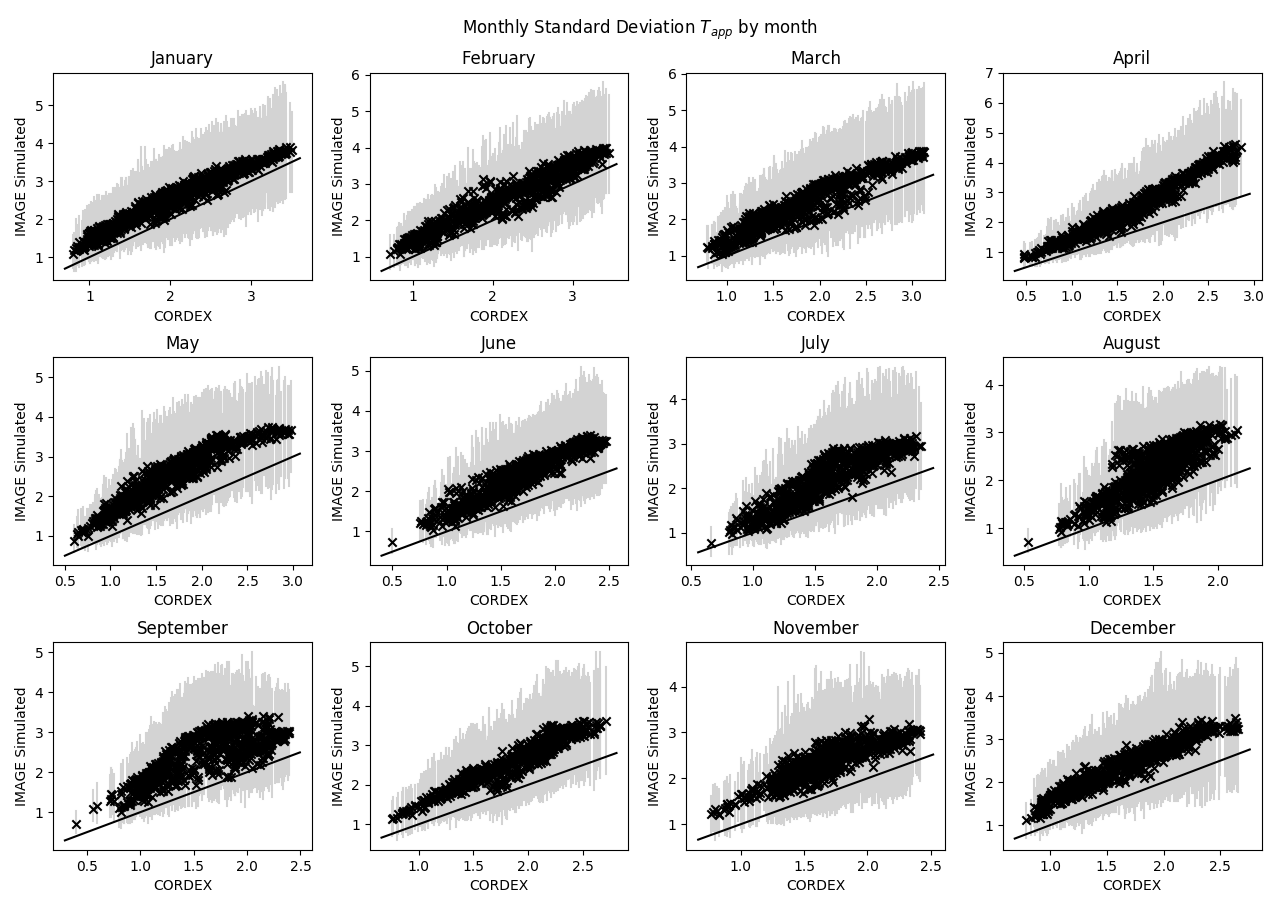 Monthly Standard Deviation T_app by month
January February March April
IMAGE Simulated
5
4
3
2
1
1 2 3
CORDEX
IMAGE Simulated
6
5
4
3
2
1
1 2 3
CORDEX
IMAGE Simulated
6
5
4
3
2
1
1.0 1.5 2.0 2.5 3.0
CORDEX
IMAGE Simulated
7
6
5
4
3
2
1
0.5 1.0 1.5 2.0 2.5 3.0
CORDEX
May June July August
IMAGE Simulated
5
4
3
2
1
0.5 1.0 1.5 2.0 2.5 3.0
CORDEX
IMAGE Simulated
5
4
3
2
1
0.5 1.0 1.5 2.0 2.5
CORDEX
IMAGE Simulated
4
3
2
1
0.5 1.0 1.5 2.0 2.5
CORDEX
IMAGE Simulated
4
3
2
1
0.5 1.0 1.5 2.0
CORDEX
September October November December
IMAGE Simulated
5
4
3
2
1
0.5 1.0 1.5 2.0 2.5
CORDEX
IMAGE Simulated
5
4
3
2
1
1.0 1.5 2.0 2.5
CORDEX
IMAGE Simulated
4
3
2
1
1.0 1.5 2.0 2.5
CORDEX
IMAGE Simulated
5
4
3
2
1
1.0 1.5 2.0 2.5
CORDEX